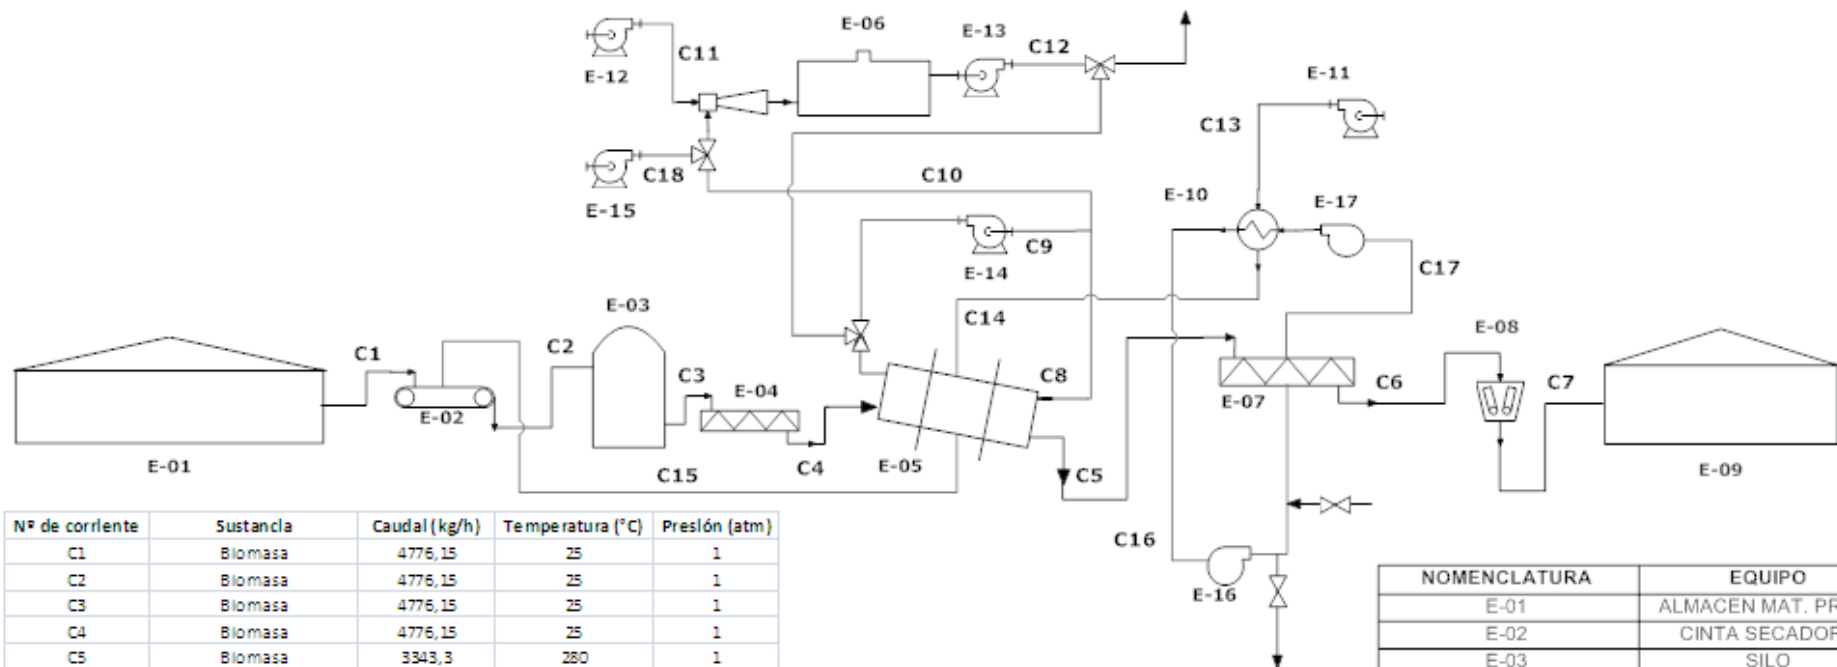 E-06
E-13
C12
C11
E-12
E-11
C13
C18
C10
E-10
E-17
E-15
C9
E-14
C17
E-03
C14
E-08
C1
C2
C3
E-04
C8
C6
C7
E-02
E-07
E-01
C4
E-05
C5
E-09
C15
C16
E-16
Nº de corriente Sustancia Caudal (kg/h) Temperatura (°C) Presión (atm)
C1 Biomasa 4776,15 25 1
C2 Biomasa 4776,15 25 1
C3 Biomasa 4776,15 25 1
C4 Biomasa 4776,15 25 1
C5 Biomasa 3343,3 280 1
NOMENCLATURA EQUIPO
E-01 ALMACEN MAT. PR
E-02 CINTA SECADOR
E-03 SILO